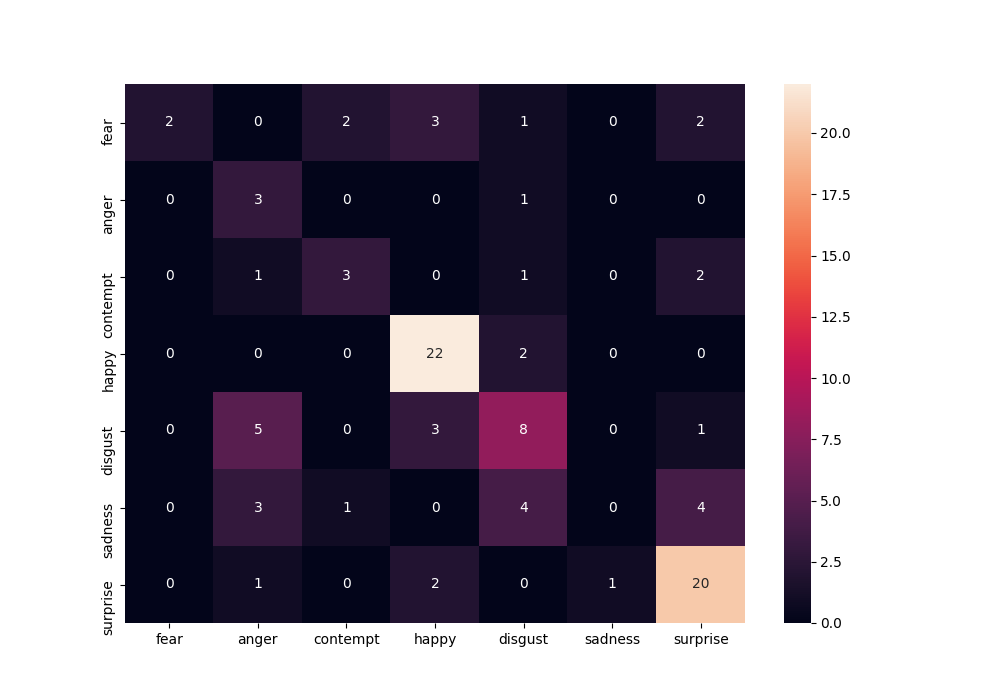 fear 2 0 2 3 1 0 2
anger 0 3 0 0 1 0 0
contempt 0 1 3 0 1 0 2
happy 0 0 0 22 2 0 0
disgust 0 5 0 3 8 0 1
sadness 0 3 1 0 4 0 4
surprise 0 1 0 2 0 1 20
fear anger contempt happy disgust sadness surprise
20.0
17.5
15.0
12.5
10.0
7.5
5.0
2.5
0.0